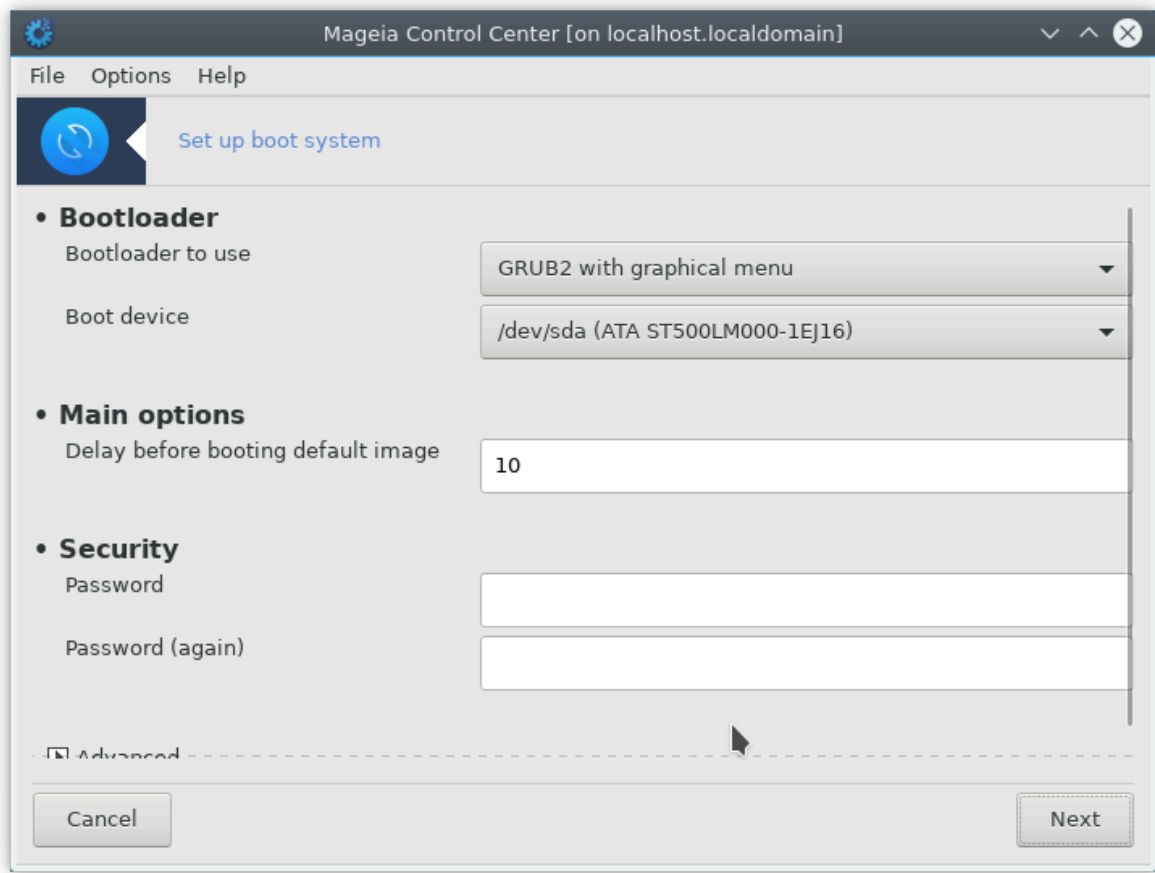 Mageia Control Center [on localhost.localdomain]
File Options Help
Set up boot system
• Bootloader
Bootloader to use
GRUB2 with graphical menu
Boot device
/dev/sda (ATA ST500LM000-1EJ16)
• Main options
Delay before booting default image
10
• Security
Password
Password (again)
Advanced
Cancel
Next